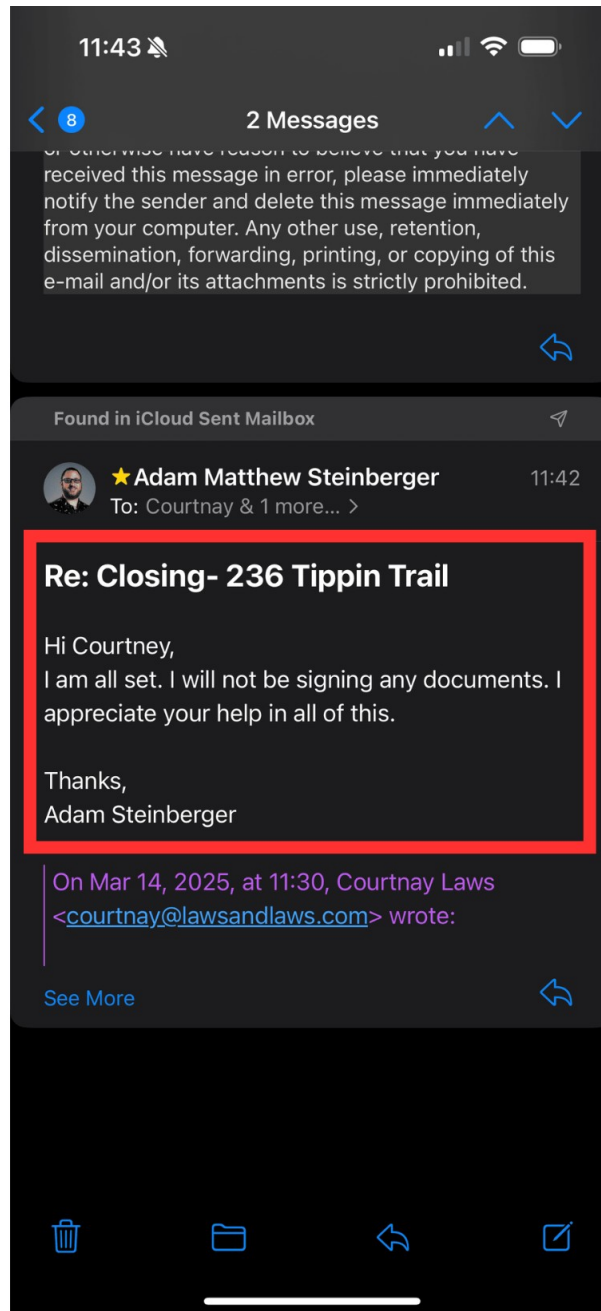 11:43
8
2 Messages
or otherwise have reason to believe that you have
received this message in error, please immediately
notify the sender and delete this message immediately
from your computer. Any other use, retention,
dissemination, forwarding, printing, or copying of this
e-mail and/or its attachments is strictly prohibited.
Found in iCloud Sent Mailbox
Adam Matthew Steinberger 11:42
To: Courtnay & 1 more... >
Re: Closing- 236 Tippin Trail
Hi Courtney,
I am all set. I will not be signing any documents. I
appreciate your help in all of this.
Thanks,
Adam Steinberger
On Mar 14, 2025, at 11:30, Courtnay Laws
<courtnay@lawsandlaws.com> wrote:
See More